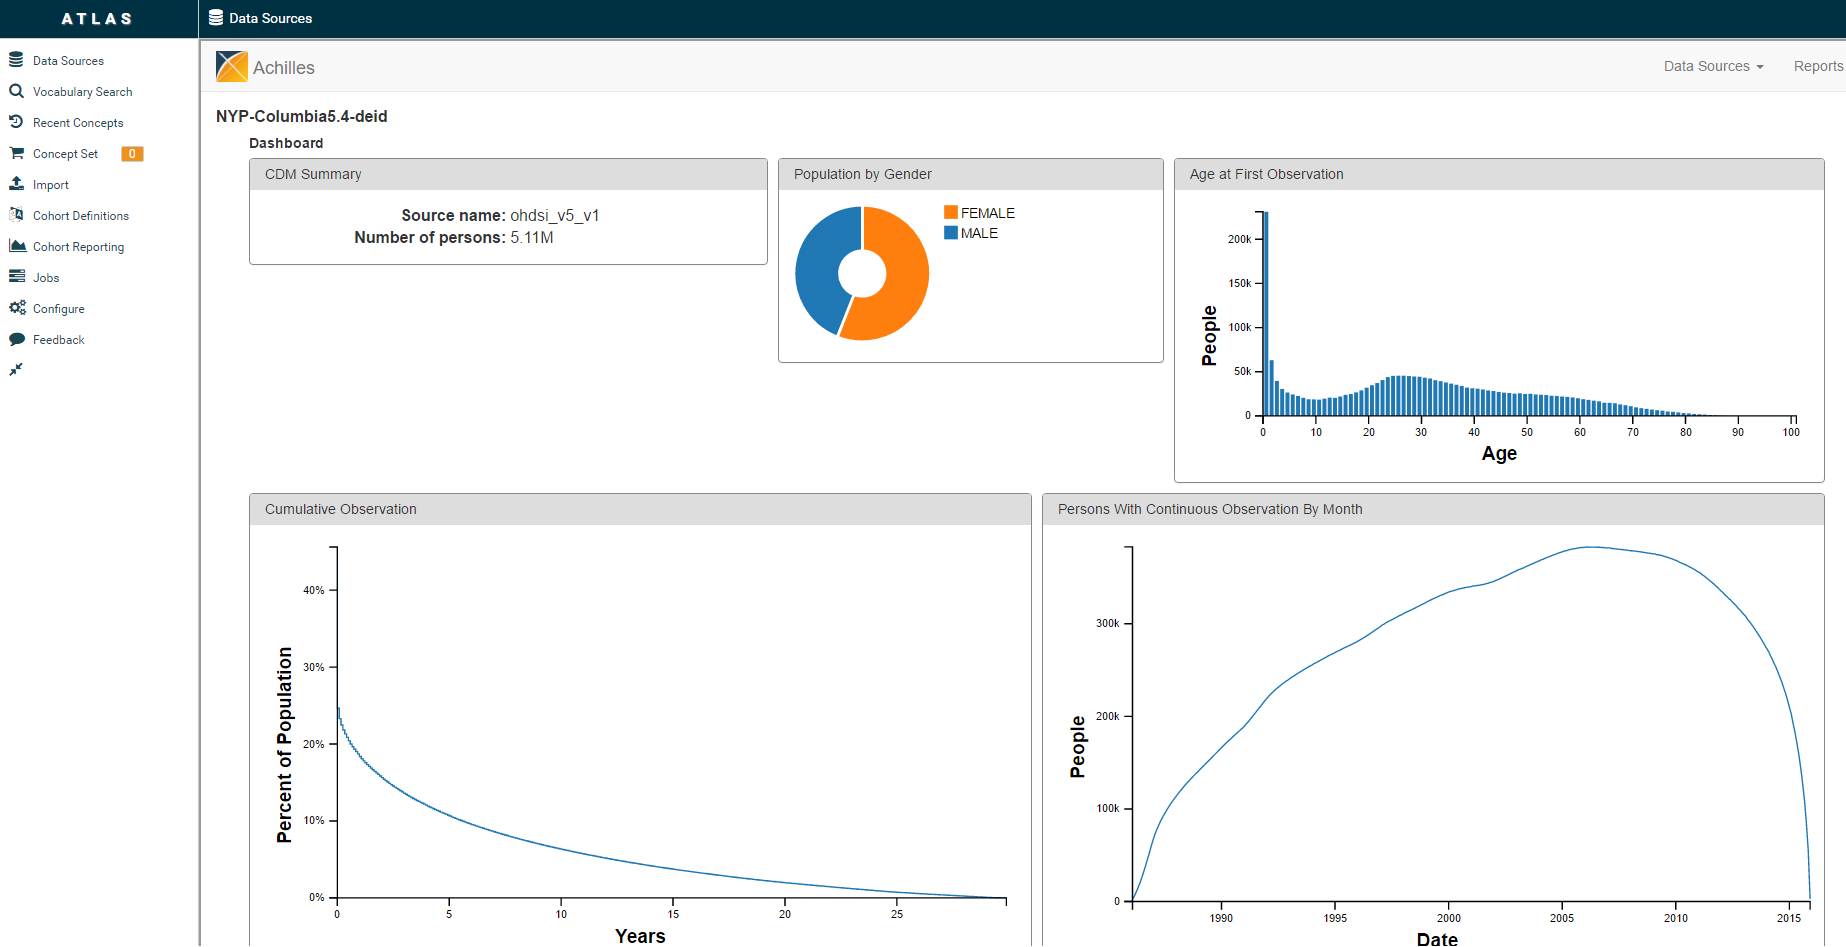 ATLAS
Data Sources
Data Sources
Vocabulary Search
Recent Concepts
Concept Set 0
Import
Cohort Definitions
Cohort Reporting
Jobs
Configure
Feedback
Achilles
Data Sources
Reports
NYP-Columbia5.4-deid
Dashboard
CDM Summary
Source name: ohdsi_v5_v1
Number of persons: 5.11M
Population by Gender
FEMALE
MALE
Age at First Observation
People
200k
150k
100k
50k
0
0 10 20 30 40 50 60 70 80 90 100
Age
Cumulative Observation
Percent of Population
40%
30%
20%
10%
0%
0 5 10 15 20 25
Years
Persons With Continuous Observation By Month
People
300k
200k
100k
0
1990 1995 2000 2005 2010 2015
Date